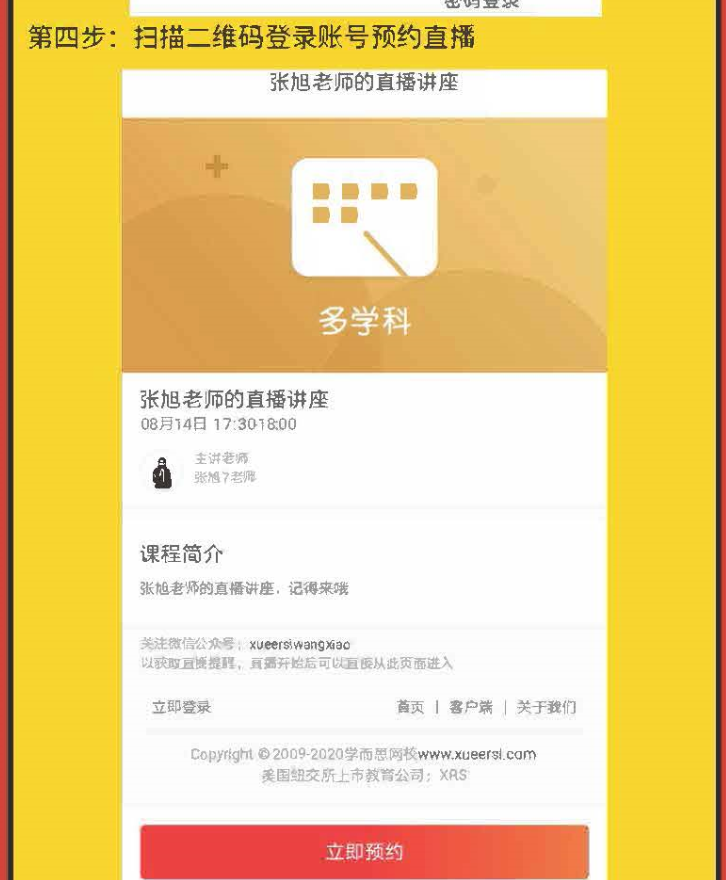 密码登录
第四步：扫描二维码登录账号预约直播
张旭老师的直播讲座
多学科
张旭老师的直播讲座
08月14日 17:30-18:00
主讲老师
张旭7老师
课程简介
张旭老师的直播讲座，记得来哦
关注微信公众号：xueersiwangxiao
以获取直播提醒，直播开始后可以直接从此页面进入
立即登录
首页 | 客户端 | 关于我们
Copyright © 2009-2020学而思网校www.xueersi.com
美国纽交所上市教育公司：XRS
立即预约